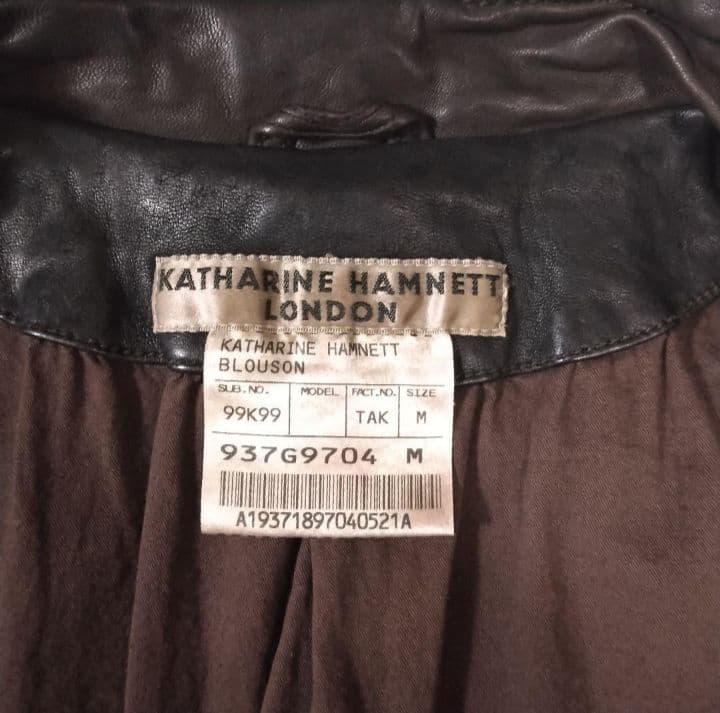 KATHARINE HAMNETT
LONDON
KATHARINE HAMNETT
BLOUSON
SUB.NO. MODEL FACT.NO. SIZE
99K99 TAK M
937G9704 M
A19371897040521A